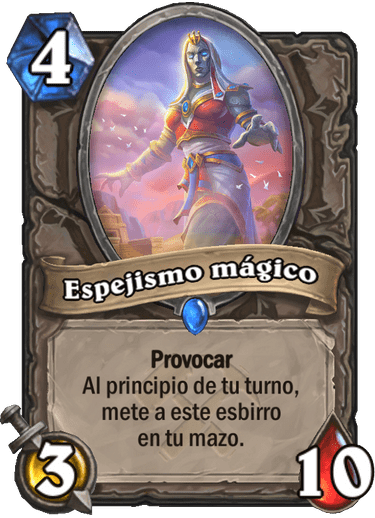 4
Espejismo mágico
Provocar
Al principio de tu turno,
mete a este esbirro
en tu mazo.
3
10